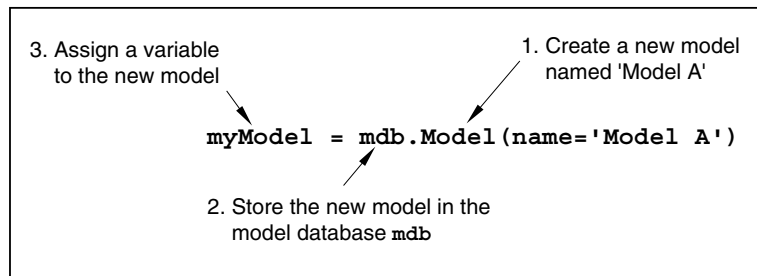 3. Assign a variable
to the new model
1. Create a new model
named 'Model A'
myModel = mdb.Model(name='Model A')
2. Store the new model in the
model database mdb